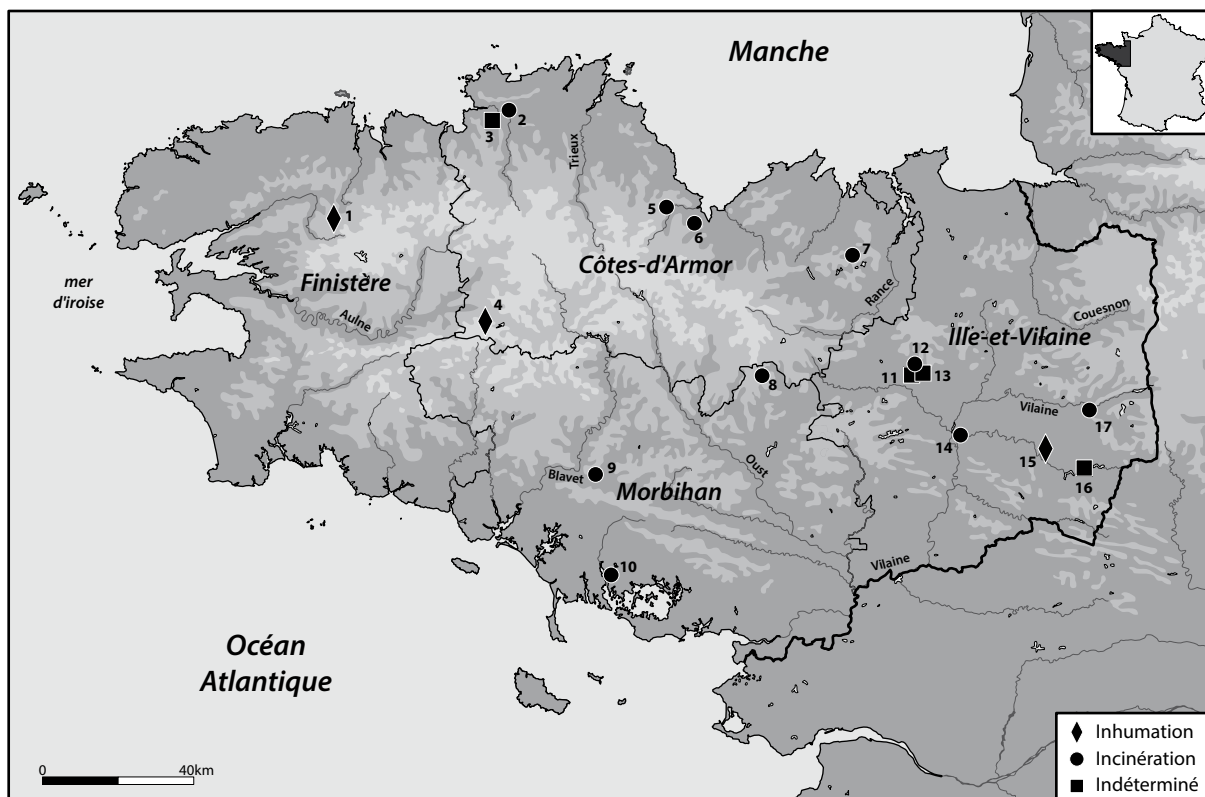 Manche
3
2
Trieux
1
5
6
mer
d'iroise
Finistère
Côtes-d'Armor
7
Rance
Aulne
4
Couesnon
Ille-et-Vilaine
12
11
13
8
Vilaine
17
14
15
16
Oust
9
Blavet
Morbihan
Vilaine
10
Océan
Atlantique
0
40km
Inhumation
Incinération
Indéterminé